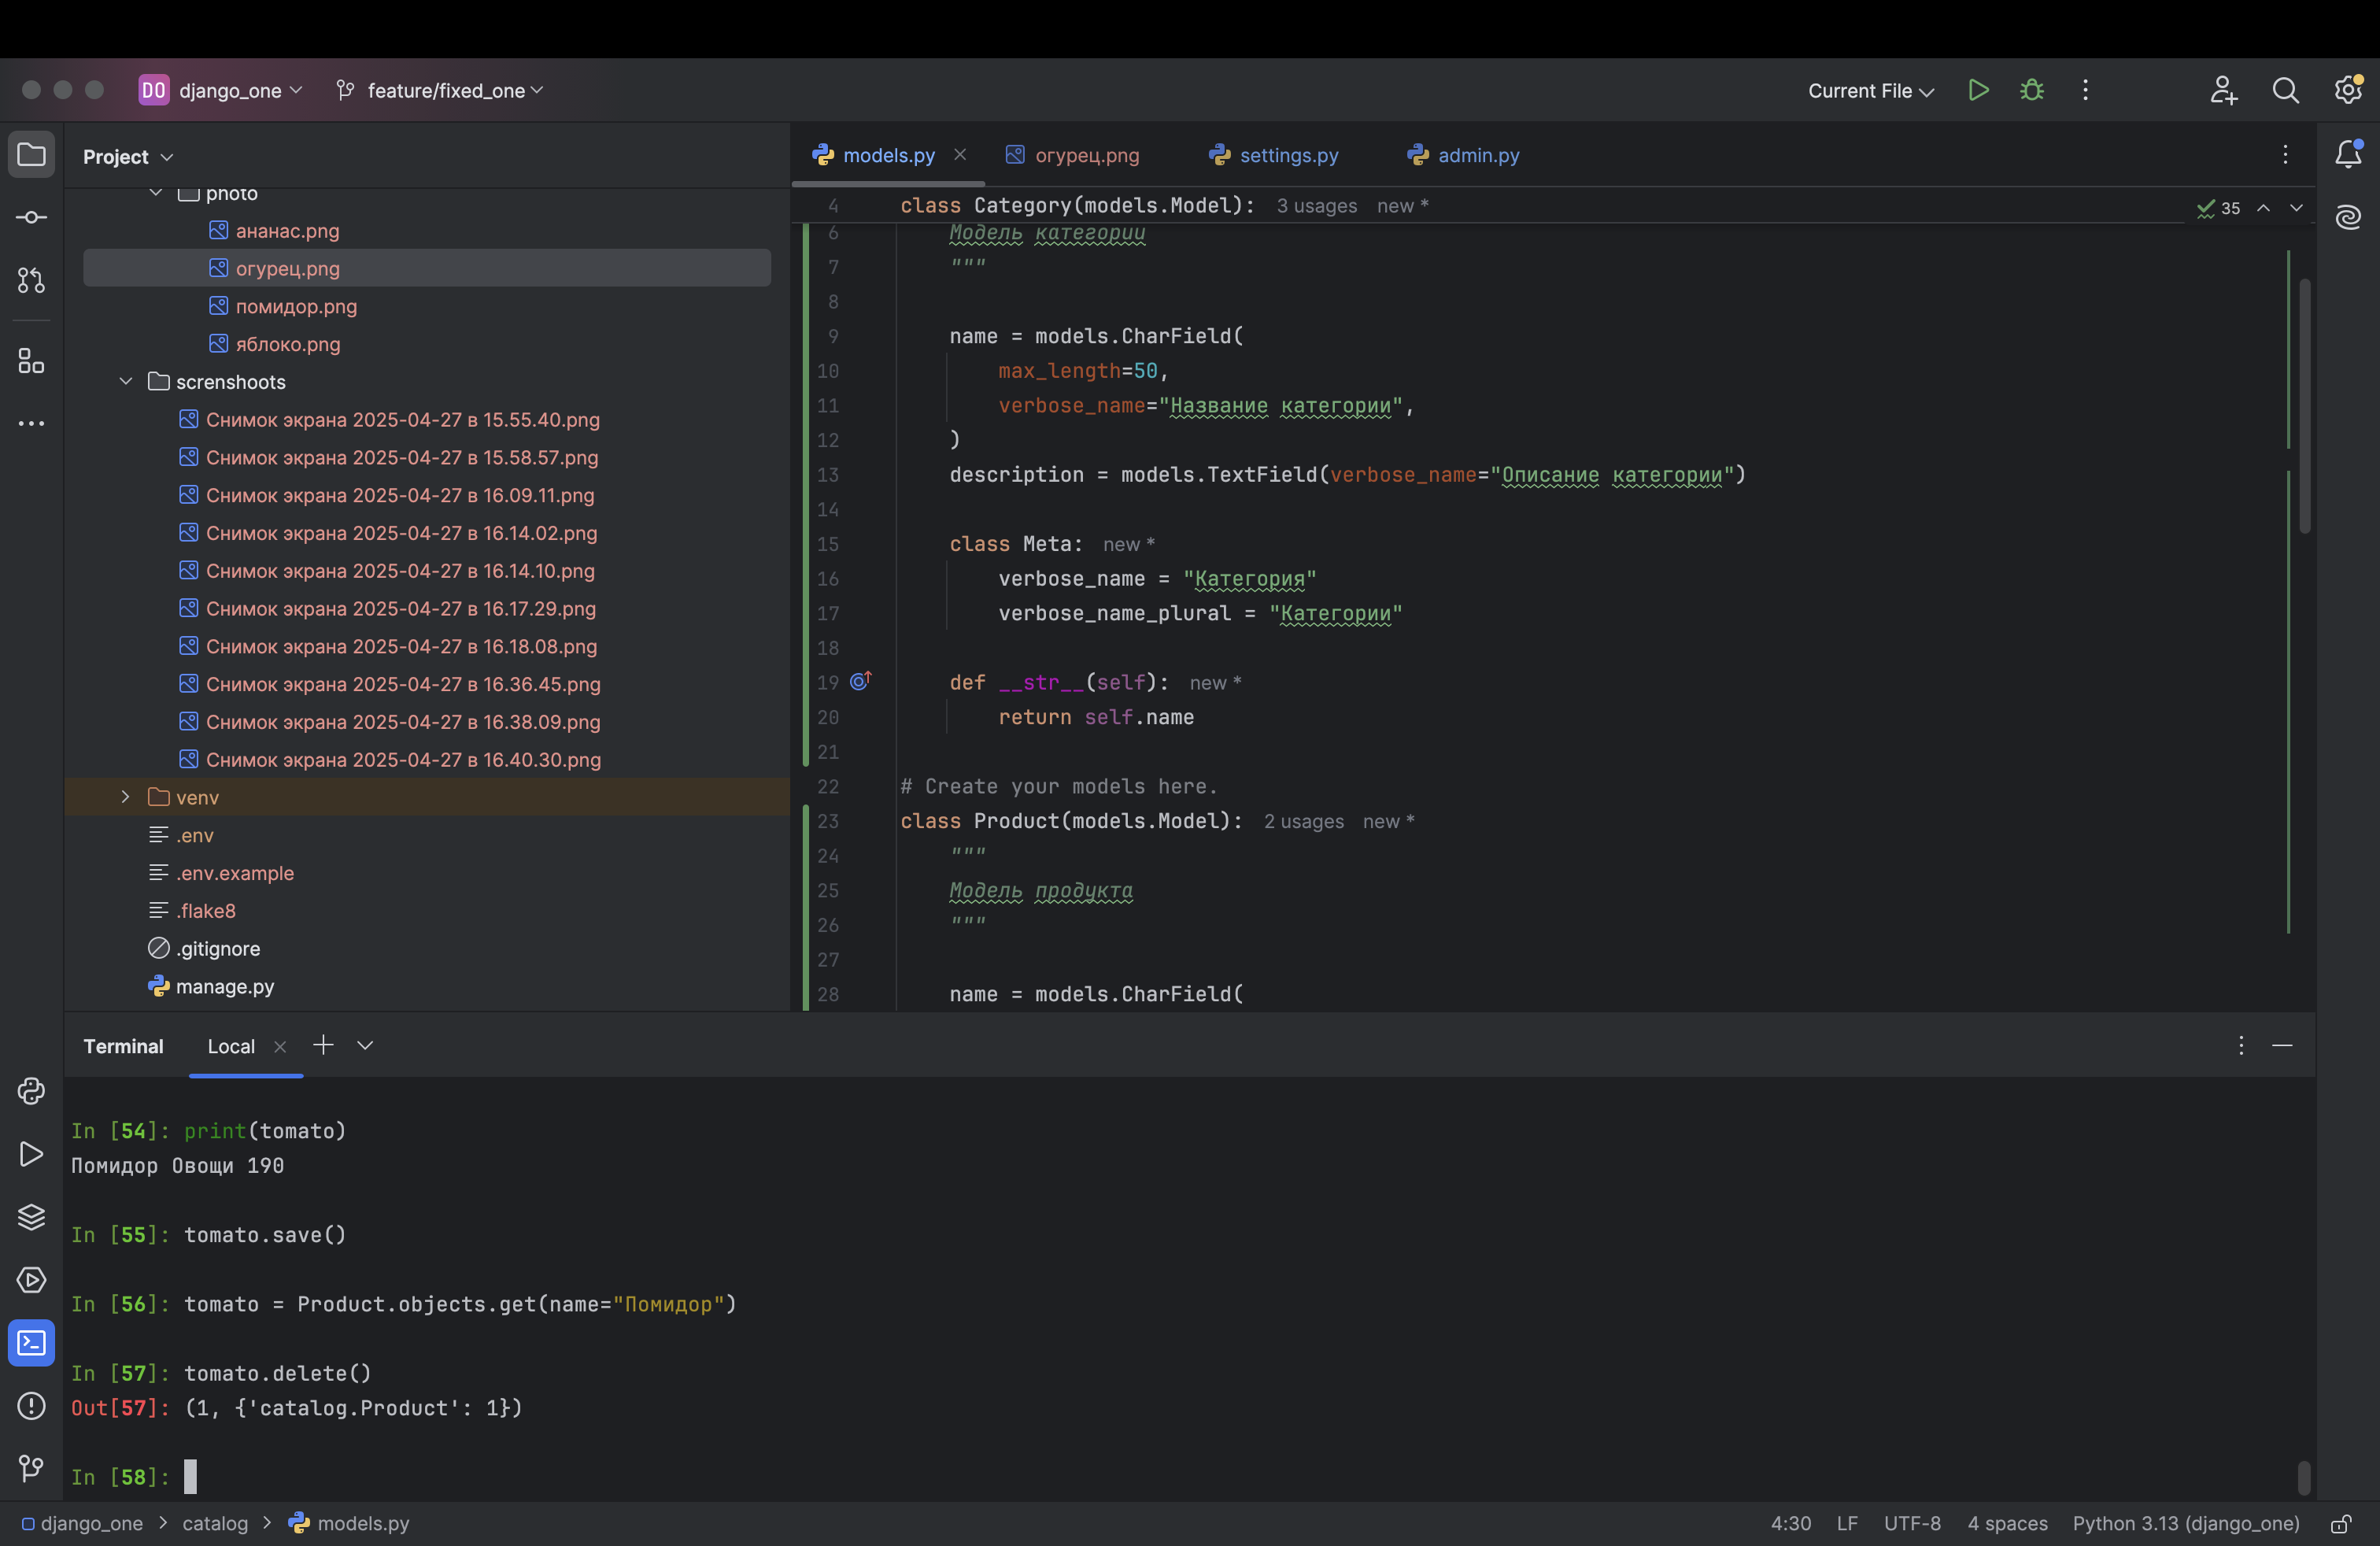 DO django_one feature/fixed_one Current File
Project
photo
ананас.png
огурец.png
помидор.png
яблоко.png
screnshoots
Снимок экрана 2025-04-27 в 15.55.40.png
Снимок экрана 2025-04-27 в 15.58.57.png
Снимок экрана 2025-04-27 в 16.09.11.png
Снимок экрана 2025-04-27 в 16.14.02.png
Снимок экрана 2025-04-27 в 16.14.10.png
Снимок экрана 2025-04-27 в 16.17.29.png
Снимок экрана 2025-04-27 в 16.18.08.png
Снимок экрана 2025-04-27 в 16.36.45.png
Снимок экрана 2025-04-27 в 16.38.09.png
Снимок экрана 2025-04-27 в 16.40.30.png
venv
.env
.env.example
.flake8
.gitignore
manage.py
models.py огурец.png settings.py admin.py
4 class Category(models.Model): 3 usages new * 35
6 Модель категории
7 """
8
9 name = models.CharField(
10 max_length=50,
11 verbose_name="Название категории",
12 )
13 description = models.TextField(verbose_name="Описание категории")
14
15 class Meta: new *
16 verbose_name = "Категория"
17 verbose_name_plural = "Категории"
18
19 def __str__(self): new *
20 return self.name
21
22 # Create your models here.
23 class Product(models.Model): 2 usages new *
24 """
25 Модель продукта
26 """
27
28 name = models.CharField(
Terminal Local
In [54]: print(tomato)
Помидор Овощи 190
In [55]: tomato.save()
In [56]: tomato = Product.objects.get(name="Помидор")
In [57]: tomato.delete()
Out[57]: (1, {'catalog.Product': 1})
In [58]:
django_one > catalog > models.py 4:30 LF UTF-8 4 spaces Python 3.13 (django_one)